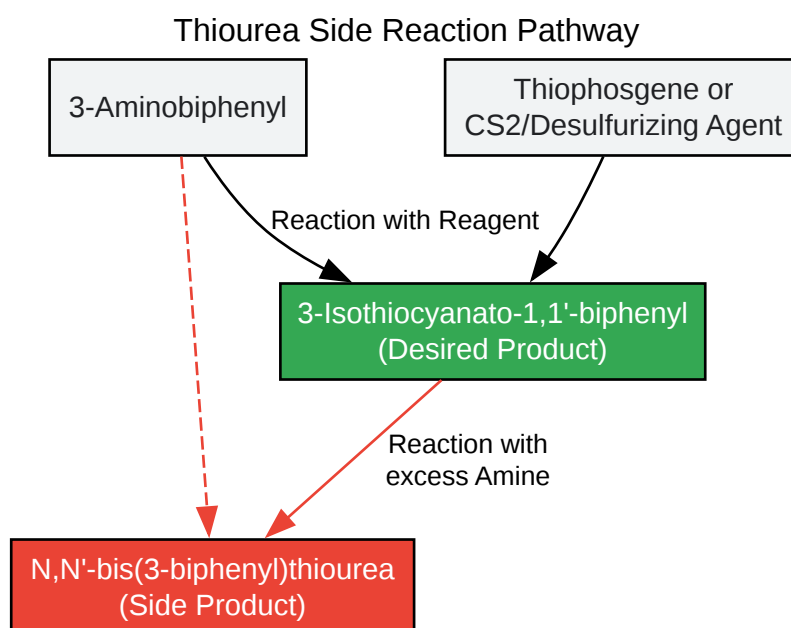 Thiourea Side Reaction Pathway
3-Aminobiphenyl
Thiophosgene or
CS2/Desulfurizing Agent
Reaction with Reagent
3-Isothiocyanato-1,1'-biphenyl
(Desired Product)
Reaction with
excess Amine
N,N'-bis(3-biphenyl)thiourea
(Side Product)